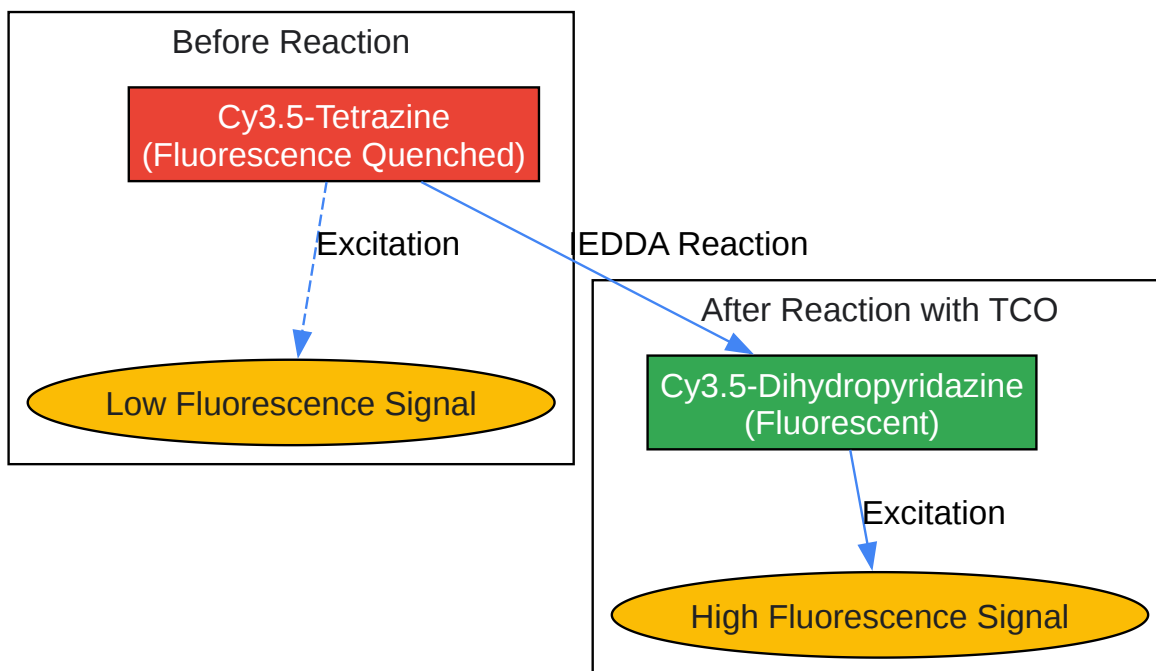 Before Reaction
Cy3.5-Tetrazine
(Fluorescence Quenched)
Excitation
IEDDA Reaction
Low Fluorescence Signal
After Reaction with TCO
Cy3.5-Dihydropyridazine
(Fluorescent)
Excitation
High Fluorescence Signal